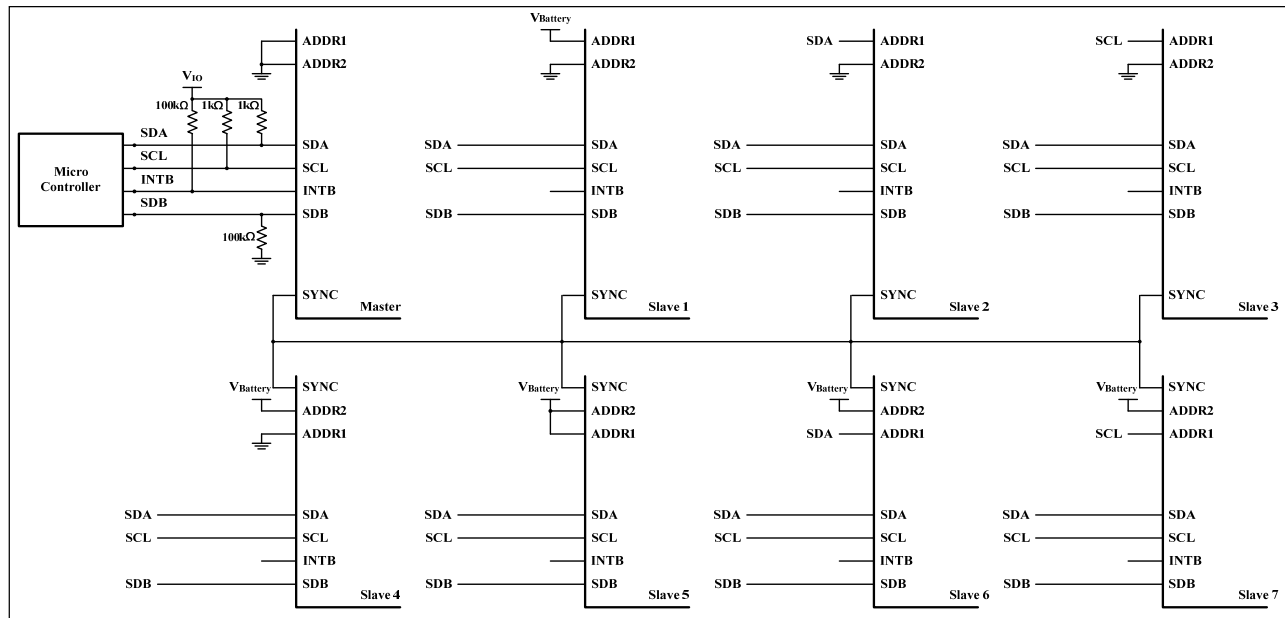 VBattery
ADDR1 ADDR1 SDA ADDR1 SCL ADDR1
ADDR2 ADDR2 ADDR2 ADDR2
VIO
100kΩ 1kΩ 1kΩ
SDA SDA SDA SDA SDA SDA SDA SDA
SCL SCL SCL SCL SCL SCL SCL SCL
Micro
Controller
INTB INTB INTB INTB INTB
SDB SDB SDB SDB SDB SDB SDB SDB
100kΩ
SYNC SYNC SYNC SYNC
Master Slave 1 Slave 2 Slave 3
VBattery SYNC VBattery SYNC VBattery SYNC VBattery SYNC
ADDR2 ADDR2 ADDR2 ADDR2
ADDR1 ADDR1 SDA ADDR1 SCL ADDR1
SDA SDA SDA SDA SDA SDA SDA SDA
SCL SCL SCL SCL SCL SCL SCL SCL
INTB INTB INTB INTB
SDB SDB SDB SDB SDB SDB SDB SDB
Slave 4 Slave 5 Slave 6 Slave 7